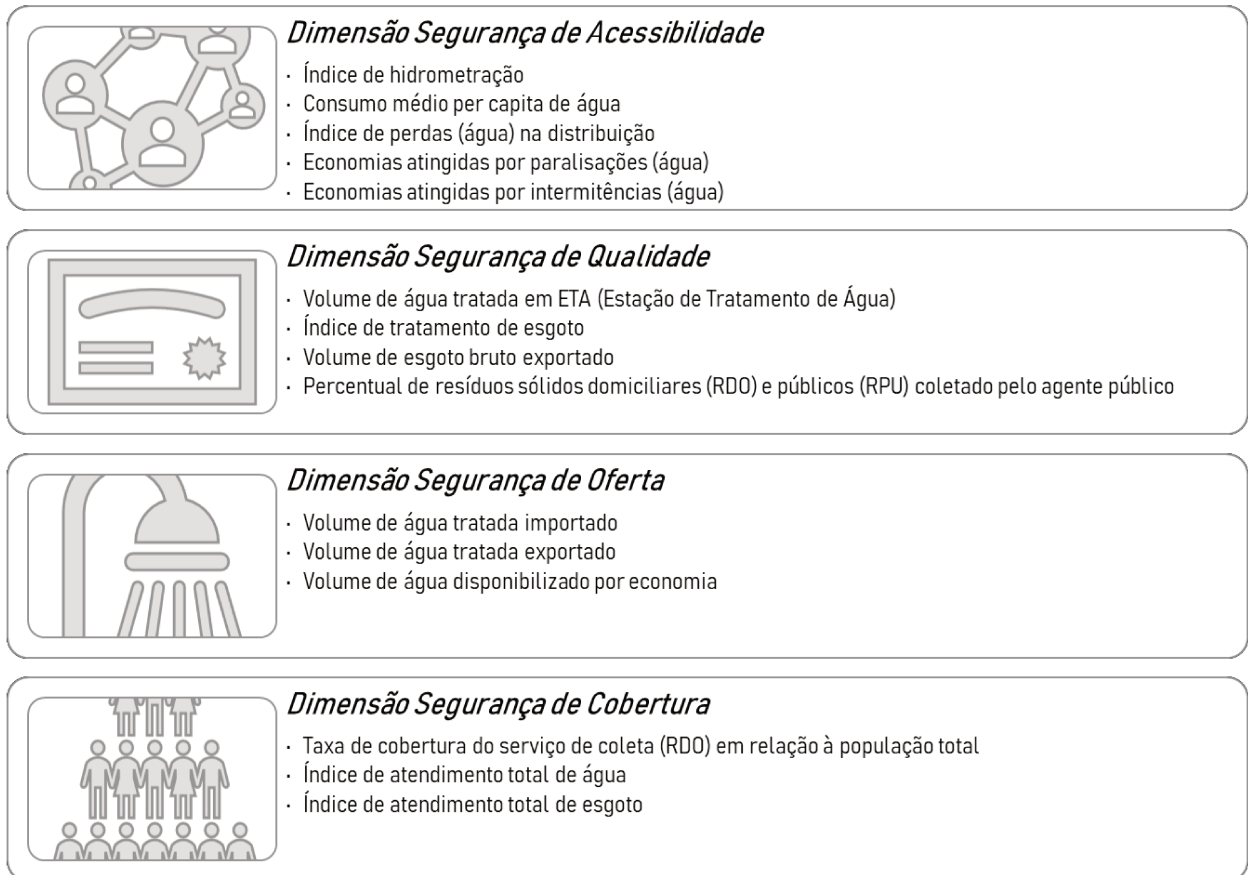 Dimensão Segurança de Acessibilidade
· Índice de hidrometração
· Consumo médio per capita de água
· Índice de perdas (água) na distribuição
· Economias atingidas por paralisações (água)
· Economias atingidas por intermitências (água)
Dimensão Segurança de Qualidade
· Volume de água tratada em ETA (Estação de Tratamento de Água)
· Índice de tratamento de esgoto
· Volume de esgoto bruto exportado
· Percentual de resíduos sólidos domiciliares (RDO) e públicos (RPU) coletado pelo agente público
Dimensão Segurança de Oferta
· Volume de água tratada importado
· Volume de água tratada exportado
· Volume de água disponibilizado por economia
Dimensão Segurança de Cobertura
· Taxa de cobertura do serviço de coleta (RDO) em relação à população total
· Índice de atendimento total de água
· Índice de atendimento total de esgoto